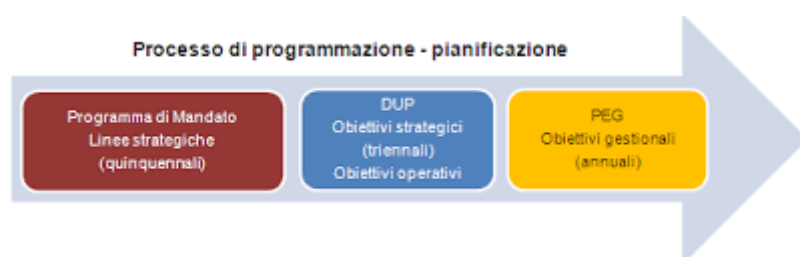 Processo di programmazione - pianificazione
Programma di Mandato
Linee strategiche
(quinquennali)
DUP
Obiettivi strategici
(triennali)
Obiettivi operativi
PEG
Obiettivi gestionali
(annuali)